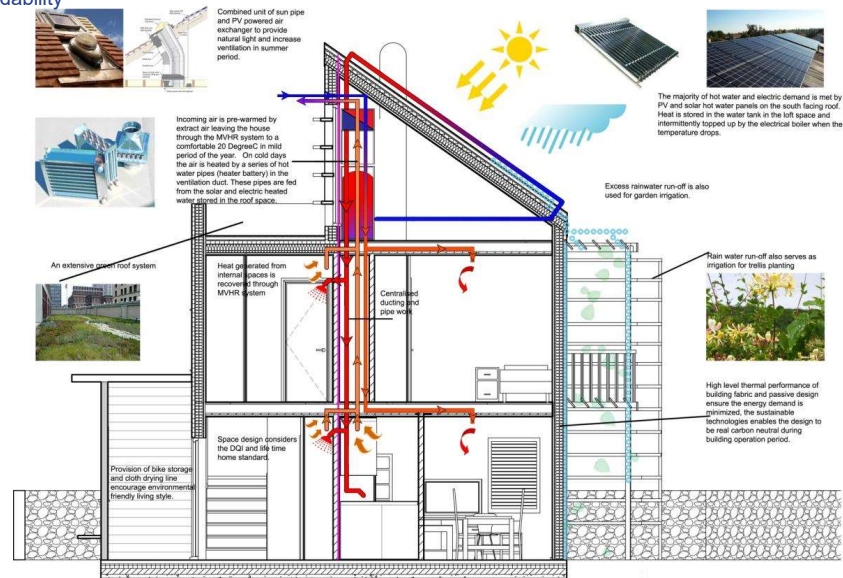 dability
Combined unit of sun pipe
and PV powered air
exchanger to provide
natural light and increase
ventilation in summer
period.
The majority of hot water and electric demand is met by
PV and solar hot water panels on the south facing roof.
Heat is stored in the water tank in the loft space and
intermittently topped up by the electrical boiler when the
temperature drops.
Incoming air is pre-warmed by
extract air leaving the house
through the MVHR system to a
comfortable 20 DegreeC in mild
period of the year. On cold days
the air is heated by a series of hot
water pipes (heater battery) in the
ventilation duct. These pipes are fed
from the solar and electric heated
water stored in the roof space.
Excess rainwater run-off is also
used for garden irrigation.
An extensive green roof system
Heat generated from
internal spaces is
recovered through
MVHR system
Centralised
ducting and
pipe work
Rain water run-off also serves as
irrigation for trellis planting
High level thermal performance of
building fabric and passive design
ensure the energy demand is
minimized, the sustainable
technologies enables the design to
be real carbon neutral during
building operation period.
Space design considers
the DQI and life time
home standard.
Provision of bike storage
and cloth drying line
encourage environmental
friendly living style.